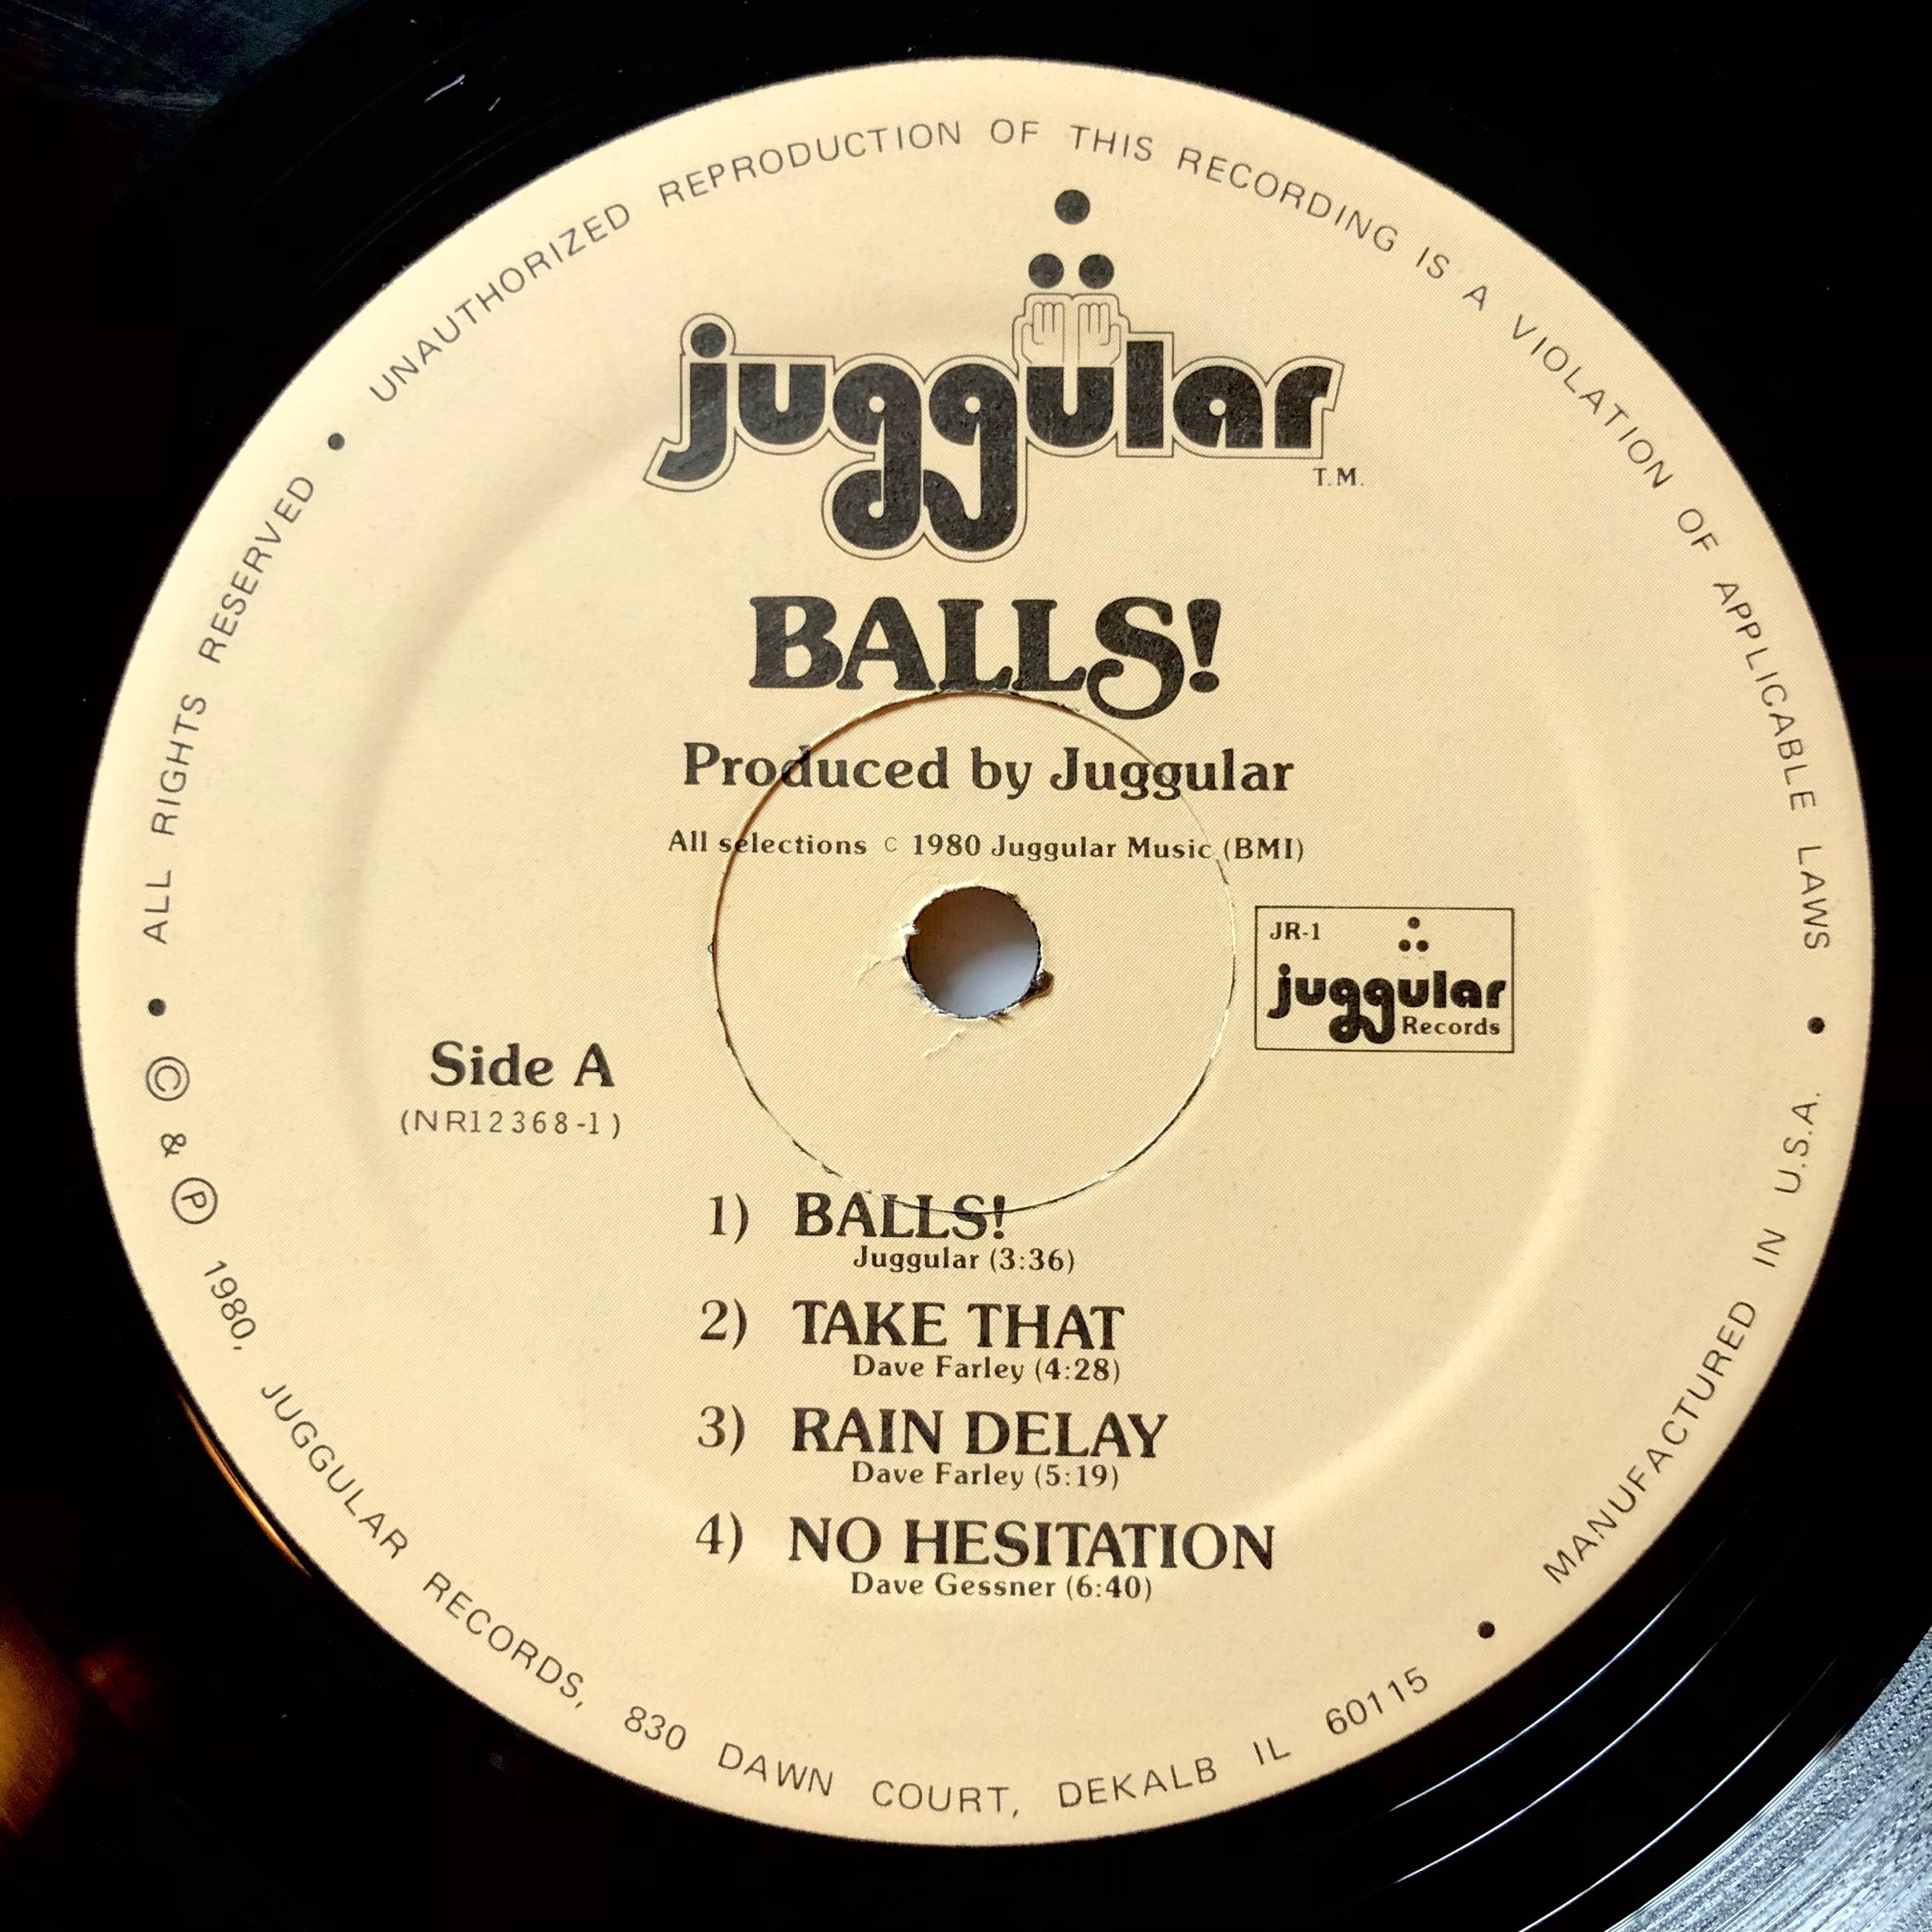 UNAUTHORIZED REPRODUCTION OF THIS RECORDING IS A VIOLATION OF APPLICABLE LAWS • MANUFACTURED IN U.S.A.
juggular
T.M.
BALLS!
Produced by Juggular
All selections c 1980 Juggular Music (BMI)
JR-1
juggular
Records
Side A
(NR12368-1)
1) BALLS!
Juggular (3:36)
2) TAKE THAT
Dave Farley (4:28)
3) RAIN DELAY
Dave Farley (5:19)
4) NO HESITATION
Dave Gessner (6:40)
• ALL RIGHTS RESERVED •
© & ℗ 1980, JUGGULAR RECORDS, 830 DAWN COURT, DEKALB IL 60115 •